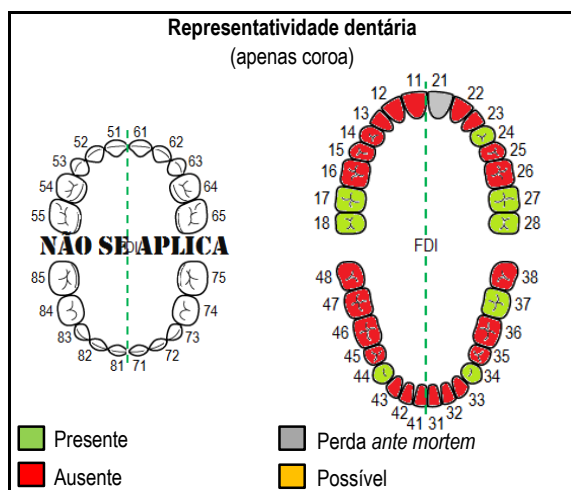 Representatividade dentária
(apenas coroa)
51 61
52 62
53 63
54 64
55 65
NÃO SE APLICA
FDI
85 75
84 74
83 73
82 72
81 71
11 21
12 22
13 23
14 24
15 25
16 26
17 27
18 28
FDI
48 38
47 37
46 36
45 35
44 34
43 33
42 32
41 31
Presente
Perda ante mortem
Ausente
Possível